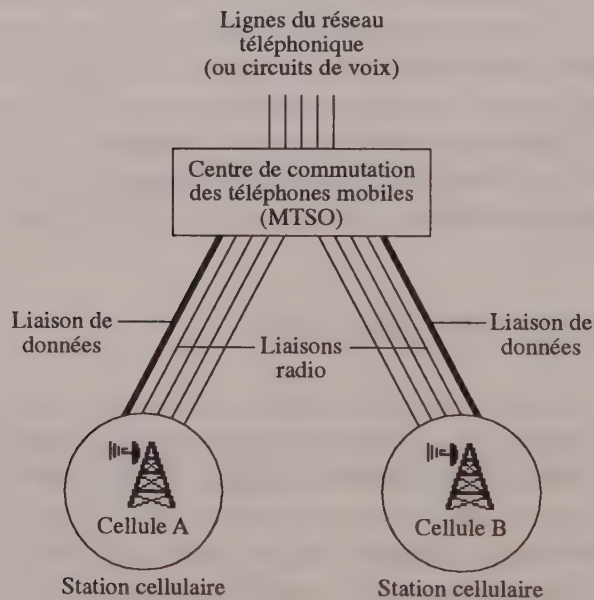 Lignes du réseau
téléphonique
(ou circuits de voix)
Centre de commutation
des téléphones mobiles
(MTSO)
Liaison de
données
Liaisons
radio
Liaison de
données
Cellule A
Cellule B
Station cellulaire
Station cellulaire